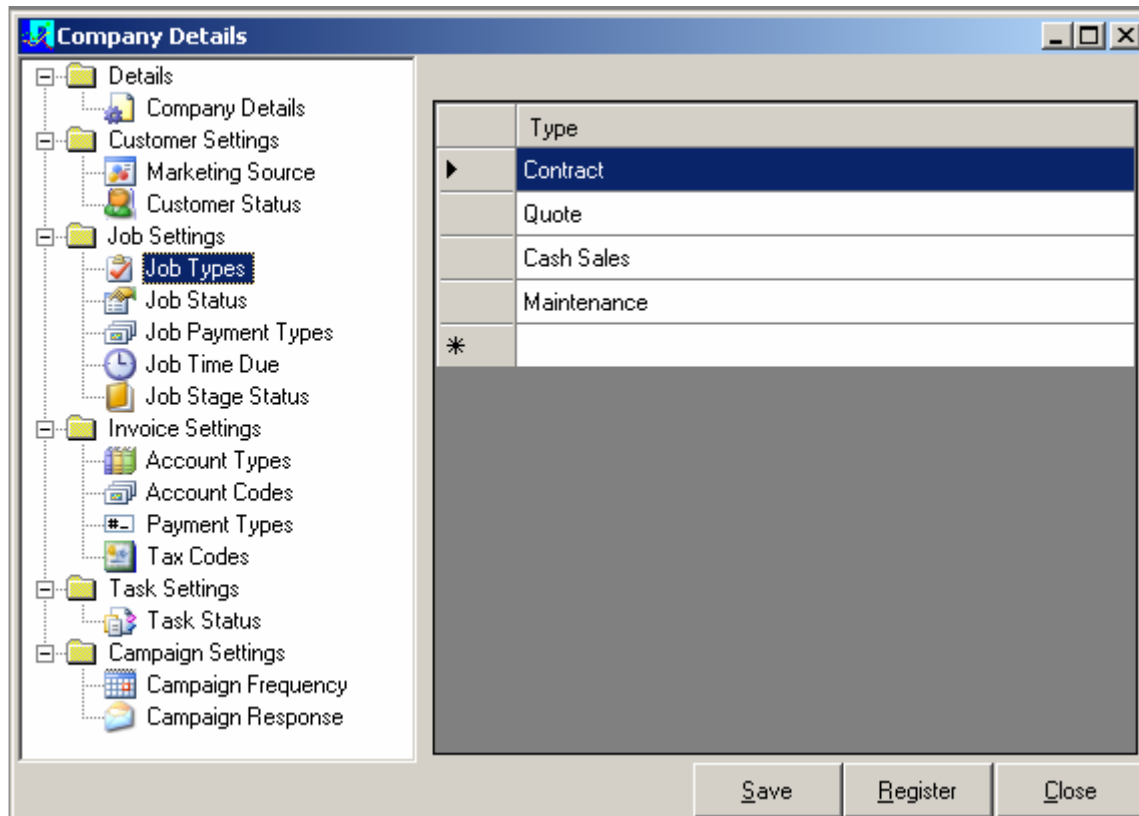 Company Details
Details
Company Details
Customer Settings
Marketing Source
Customer Status
Job Settings
Job Types
Job Status
Job Payment Types
Job Time Due
Job Stage Status
Invoice Settings
Account Types
Account Codes
Payment Types
Tax Codes
Task Settings
Task Status
Campaign Settings
Campaign Frequency
Campaign Response
Type
Contract
Quote
Cash Sales
Maintenance
Save Register Close